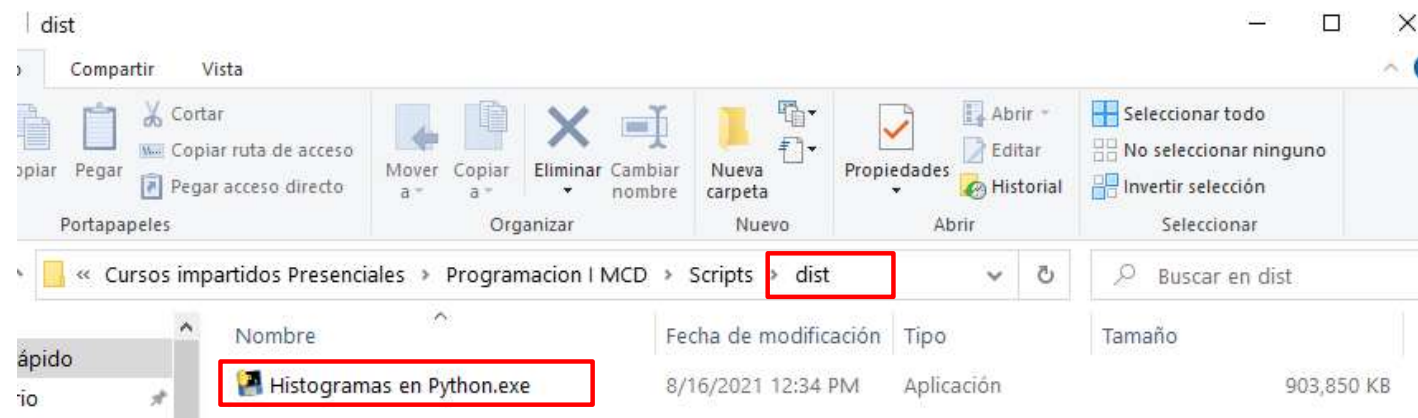 dist
Compartir Vista
Cortar
Copiar ruta de acceso
Pegar acceso directo
opiar Pegar
Mover a
Copiar a
Eliminar
Cambiar nombre
Nueva carpeta
Propiedades
Abrir
Editar
Historial
Seleccionar todo
No seleccionar ninguno
Invertir selección
Portapapeles Organizar Nuevo Abrir Seleccionar
« Cursos impartidos Presenciales > Programacion I MCD > Scripts > dist
Buscar en dist
Nombre Fecha de modificación Tipo Tamaño
ápido
Histogramas en Python.exe 8/16/2021 12:34 PM Aplicación 903,850 KB
rio